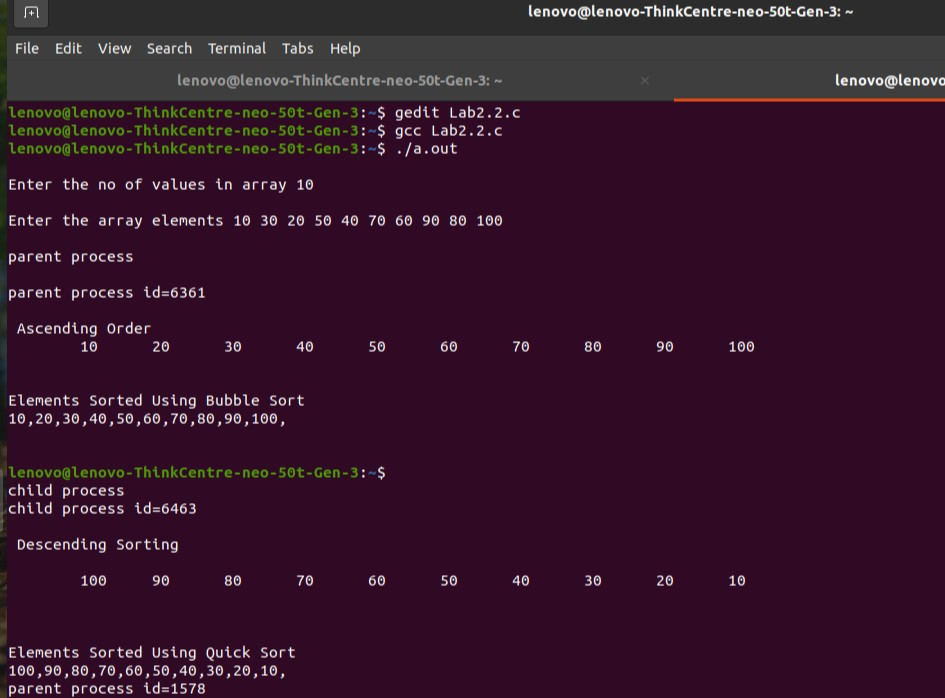 lenovo@lenovo-ThinkCentre-neo-50t-Gen-3: ~
File Edit View Search Terminal Tabs Help
lenovo@lenovo-ThinkCentre-neo-50t-Gen-3: ~ × lenovo@lenovo
lenovo@lenovo-ThinkCentre-neo-50t-Gen-3:~$ gedit Lab2.2.c
lenovo@lenovo-ThinkCentre-neo-50t-Gen-3:~$ gcc Lab2.2.c
lenovo@lenovo-ThinkCentre-neo-50t-Gen-3:~$ ./a.out
Enter the no of values in array 10
Enter the array elements 10 30 20 50 40 70 60 90 80 100
parent process
parent process id=6361
Ascending Order
10 20 30 40 50 60 70 80 90 100
Elements Sorted Using Bubble Sort
10,20,30,40,50,60,70,80,90,100,
lenovo@lenovo-ThinkCentre-neo-50t-Gen-3:~$
child process
child process id=6463
Descending Sorting
100 90 80 70 60 50 40 30 20 10
Elements Sorted Using Quick Sort
100,90,80,70,60,50,40,30,20,10,
parent process id=1578